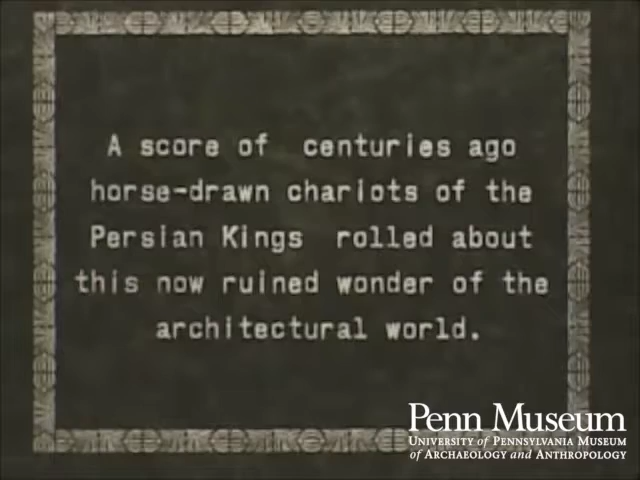 A score of centuries ago
horse-drawn chariots of the
Persian Kings rolled about
this now ruined wonder of the
architectural world.
Penn Museum
University of Pennsylvania Museum
of Archaeology and Anthropology